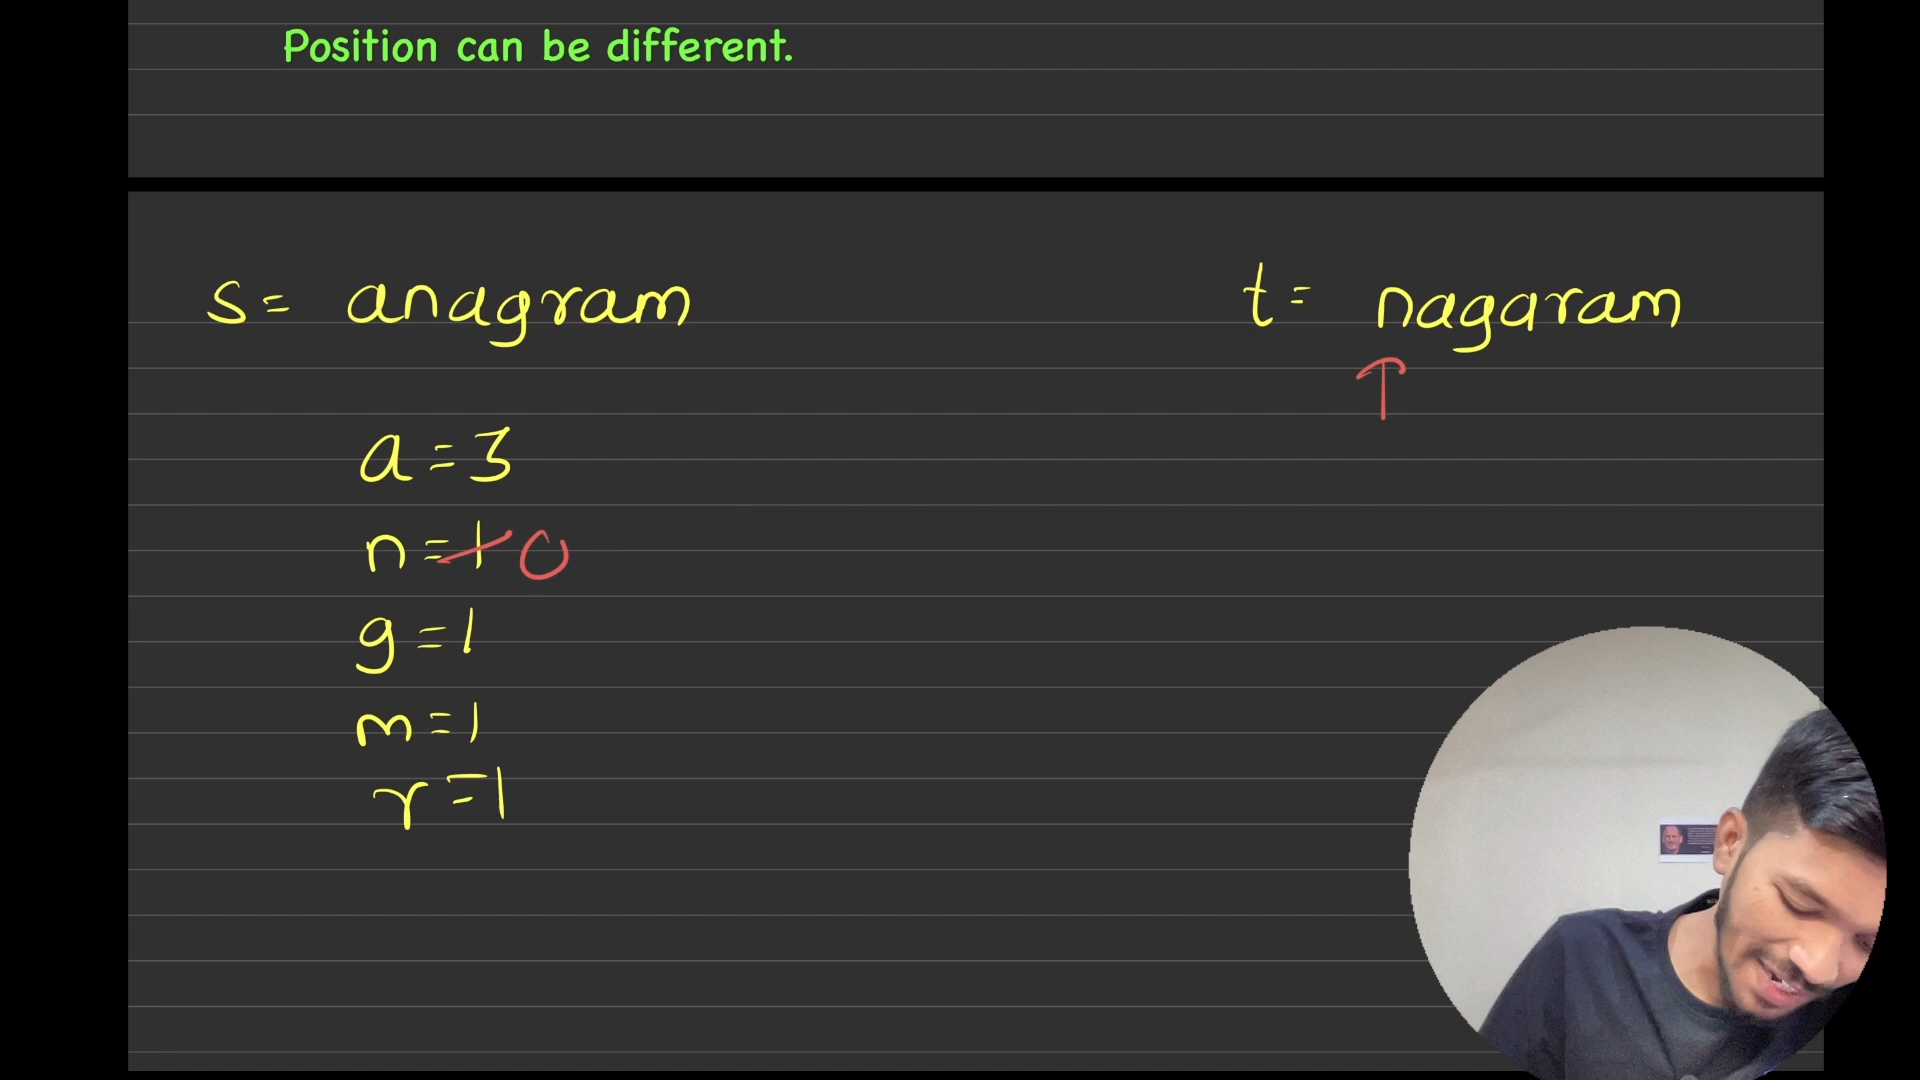 Position can be different.
s= anagram
t= nagaram
a=3
n=1 0
g=1
m=1
r=1